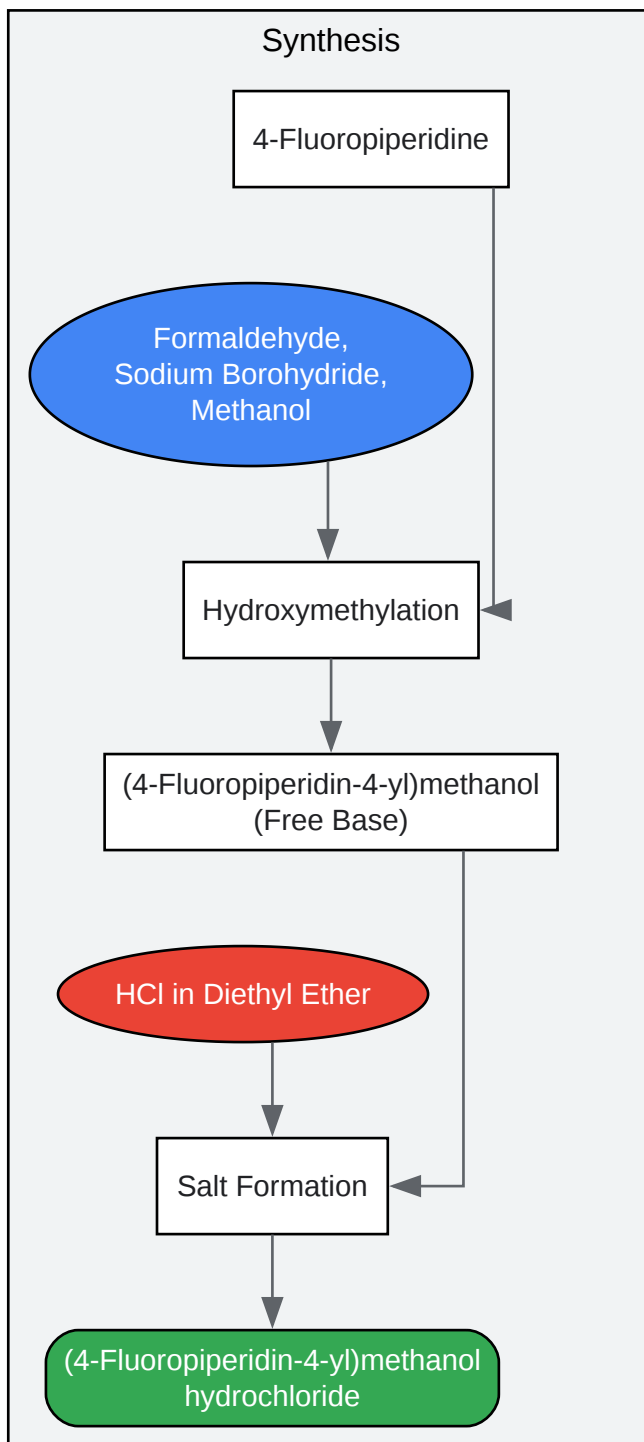 Synthesis
4-Fluoropiperidine
Formaldehyde,
Sodium Borohydride,
Methanol
Hydroxymethylation
(4-Fluoropiperidin-4-yl)methanol
(Free Base)
HCl in Diethyl Ether
Salt Formation
(4-Fluoropiperidin-4-yl)methanol
hydrochloride